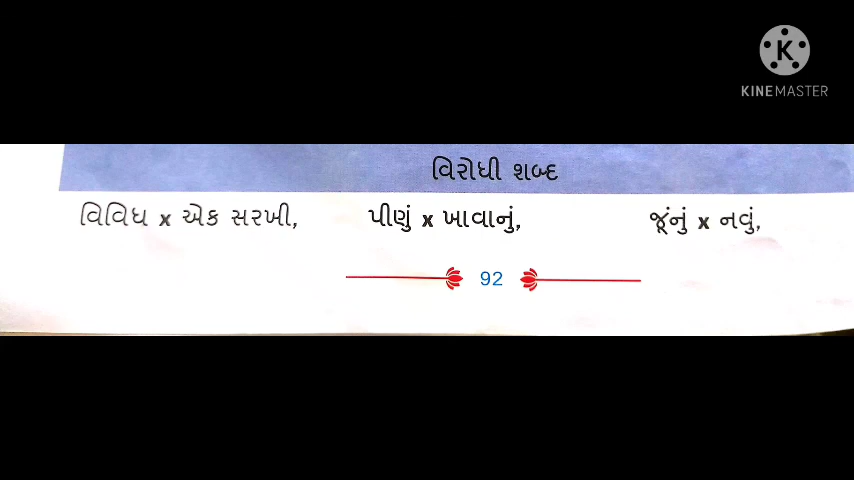 K
KINEMASTER
વિરોધી શબ્દ
વિવિધ x એક સરખી, પીણું x ખાવાનું, જૂંનું x નવું,
92